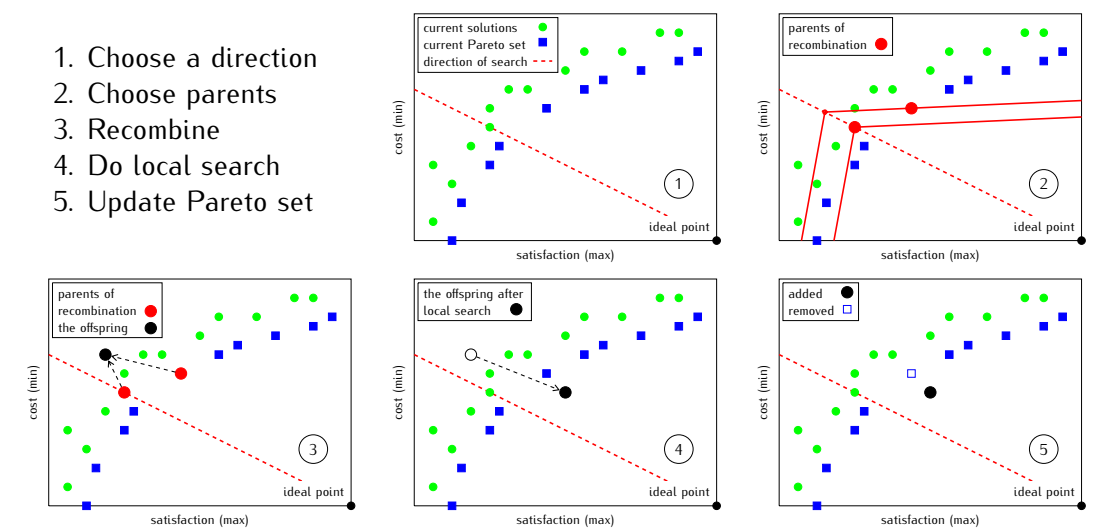 1. Choose a direction
2. Choose parents
3. Recombine
4. Do local search
5. Update Pareto set
current solutions
current Pareto set
direction of search
cost (min)
1
ideal point
satisfaction (max)
parents of
recombination
cost (min)
2
ideal point
satisfaction (max)
parents of
recombination
the offspring
cost (min)
3
ideal point
satisfaction (max)
the offspring after
local search
cost (min)
4
ideal point
satisfaction (max)
added
removed
cost (min)
5
ideal point
satisfaction (max)